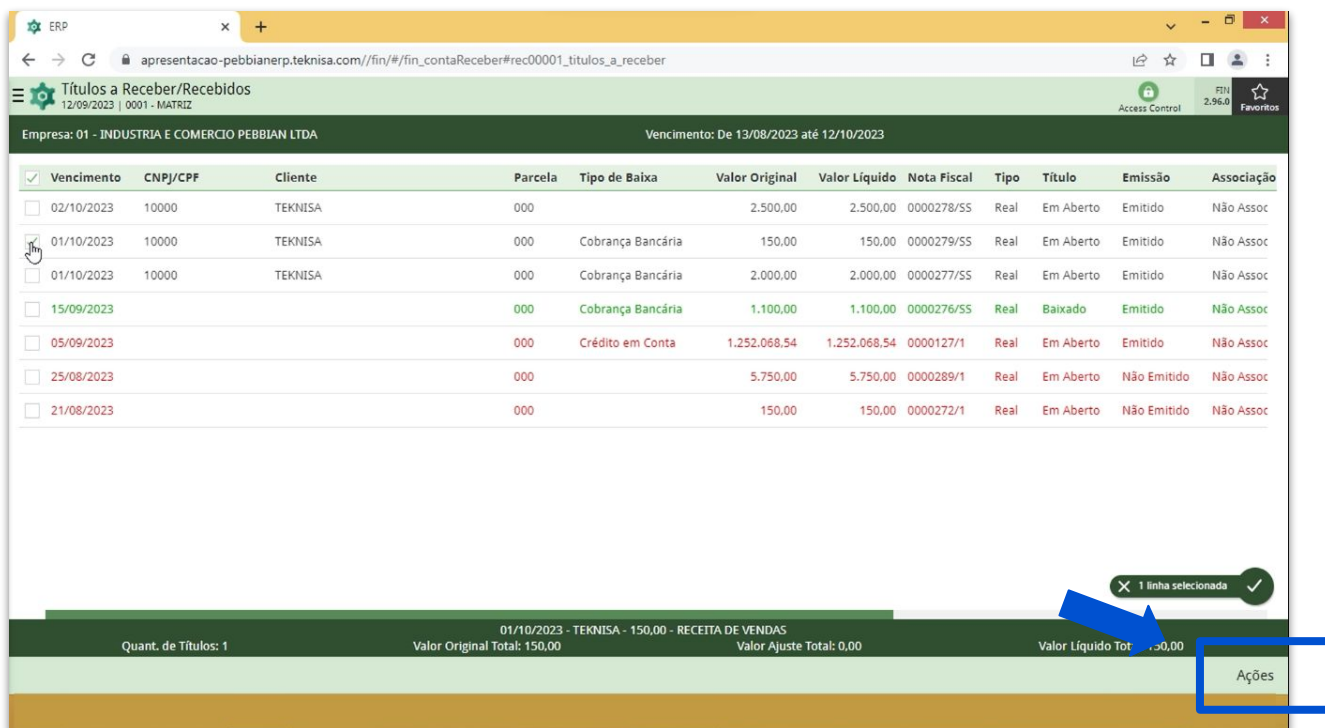 ERP
apresentacao-pebbianerp.teknisa.com//fin/#/fin_contaReceber#rec00001_titulos_a_receber
Títulos a Receber/Recebidos
12/09/2023 | 0001 - MATRIZ
Access Control
FIN
2.96.0
Favoritos
Empresa: 01 - INDUSTRIA E COMERCIO PEBBIAN LTDA Vencimento: De 13/08/2023 até 12/10/2023
Vencimento CNPJ/CPF Cliente Parcela Tipo de Baixa Valor Original Valor Líquido Nota Fiscal Tipo Título Emissão Associação
02/10/2023 10000 TEKNISA 000 2.500,00 2.500,00 0000278/SS Real Em Aberto Emitido Não Assoc
01/10/2023 10000 TEKNISA 000 Cobrança Bancária 150,00 150,00 0000279/SS Real Em Aberto Emitido Não Assoc
01/10/2023 10000 TEKNISA 000 Cobrança Bancária 2.000,00 2.000,00 0000277/SS Real Em Aberto Emitido Não Assoc
15/09/2023 000 Cobrança Bancária 1.100,00 1.100,00 0000276/SS Real Baixado Emitido Não Assoc
05/09/2023 000 Crédito em Conta 1.252.068,54 1.252.068,54 0000127/1 Real Em Aberto Emitido Não Assoc
25/08/2023 000 5.750,00 5.750,00 0000289/1 Real Em Aberto Não Emitido Não Assoc
21/08/2023 000 150,00 150,00 0000272/1 Real Em Aberto Não Emitido Não Assoc
1 linha selecionada
01/10/2023 - TEKNISA - 150,00 - RECEITA DE VENDAS
Quant. de Títulos: 1 Valor Original Total: 150,00 Valor Ajuste Total: 0,00 Valor Líquido
Ações